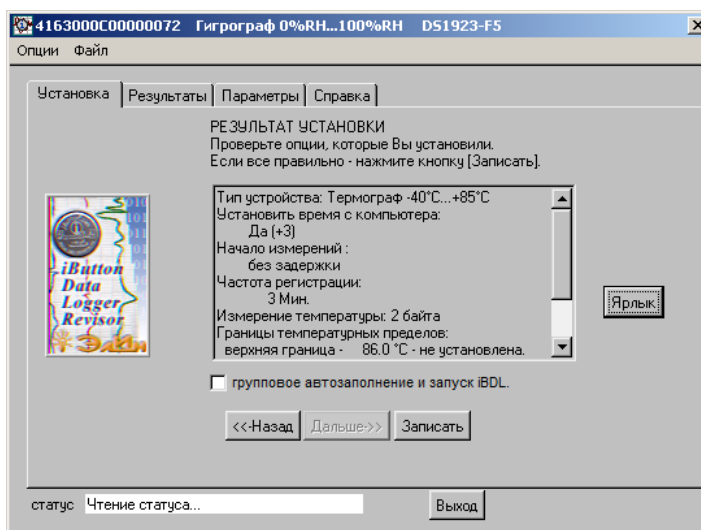 4163000C00000072 Гигрограф 0%RH...100%RH DS1923-F5
Опции Файл
Установка Результаты Параметры Справка
РЕЗУЛЬТАТ УСТАНОВКИ
Проверьте опции, которые Вы установили.
Если все правильно - нажмите кнопку [Записать].
Тип устройства: Термограф -40°C...+85°C
Установить время с компьютера:
Да (+3)
Начало измерений :
без задержки
Частота регистрации:
3 Мин.
Измерение температуры: 2 байта
Границы температурных пределов:
верхняя граница - 86.0 °C - не установлена.
iButton
Data
Logger
Revisor
ЭлИн
Ярлык
групповое автозаполнение и запуск iBDL.
<<-Назад Дальше->> Записать
статус Чтение статуса... Выход